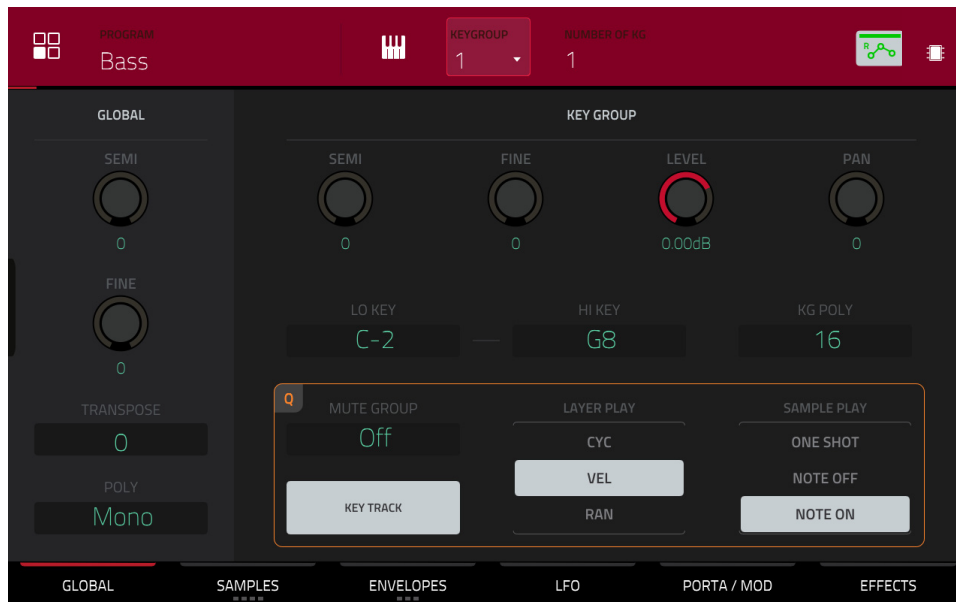 PROGRAM
Bass
KEYGROUP
1
NUMBER OF KG
1
R
GLOBAL
SEMI
0
FINE
0
TRANSPOSE
0
POLY
Mono
KEY GROUP
SEMI FINE LEVEL PAN
0 0 0.00dB 0
LO KEY HI KEY KG POLY
C-2 — G8 16
Q
MUTE GROUP
Off
KEY TRACK
LAYER PLAY
CYC
VEL
RAN
SAMPLE PLAY
ONE SHOT
NOTE OFF
NOTE ON
GLOBAL SAMPLES ENVELOPES LFO PORTA / MOD EFFECTS